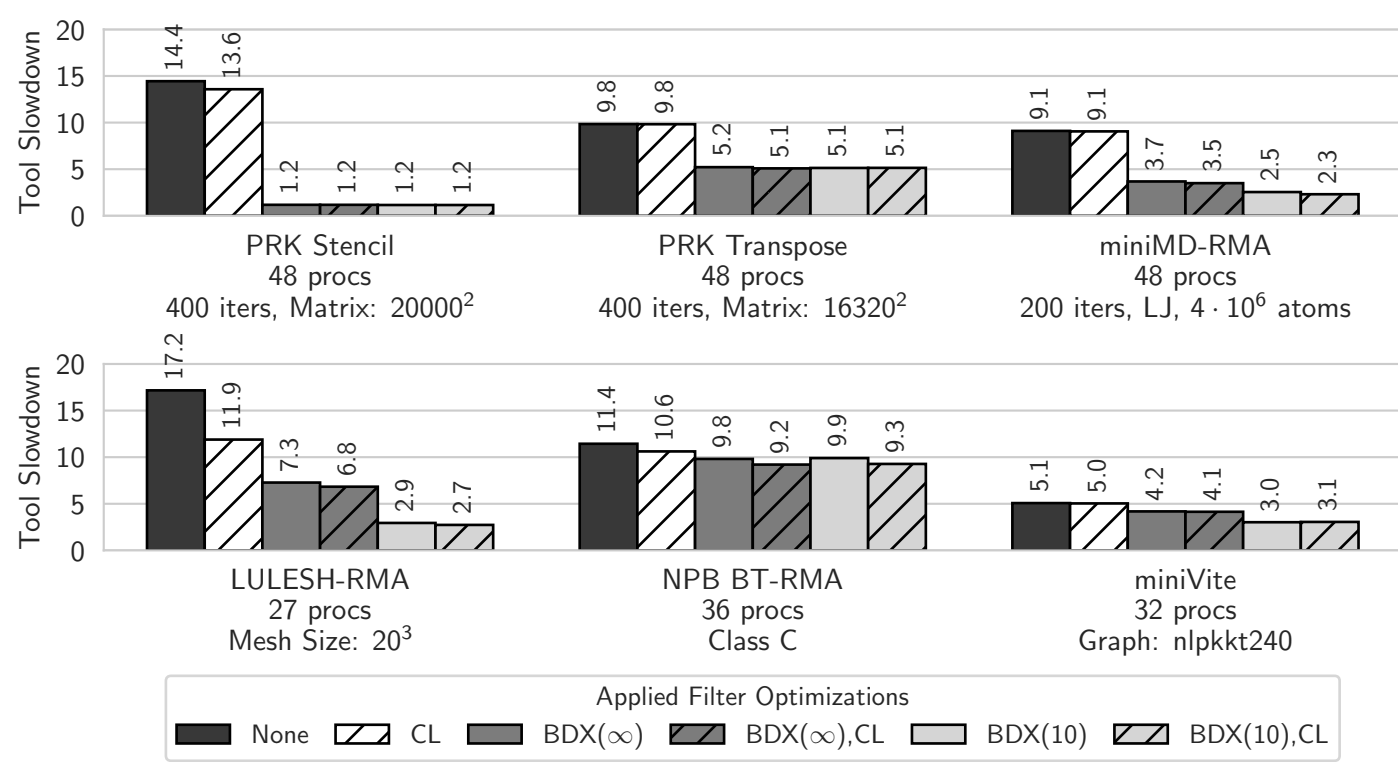 Tool Slowdown
20
15
10
5
0
14.4 13.6 1.2 1.2 1.2 1.2
9.8 9.8 5.2 5.1 5.1 5.1
9.1 9.1 3.7 3.5 2.5 2.3
PRK Stencil
48 procs
400 iters, Matrix: 20000²
PRK Transpose
48 procs
400 iters, Matrix: 16320²
miniMD-RMA
48 procs
200 iters, LJ, 4 · 10⁶ atoms
Tool Slowdown
20
15
10
5
0
17.2 11.9 7.3 6.8 2.9 2.7
11.4 10.6 9.8 9.2 9.9 9.3
5.1 5.0 4.2 4.1 3.0 3.1
LULESH-RMA
27 procs
Mesh Size: 20³
NPB BT-RMA
36 procs
Class C
miniVite
32 procs
Graph: nlpkkt240
Applied Filter Optimizations
None CL BDX(∞) BDX(∞),CL BDX(10) BDX(10),CL